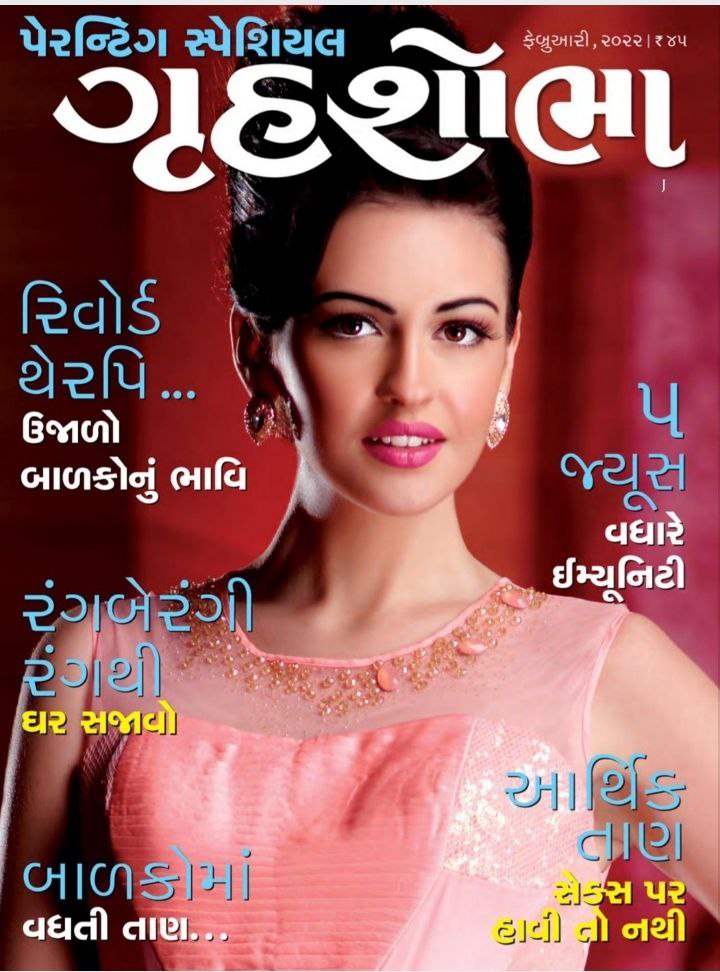 પેરન્ટિંગ સ્પેશિયલ
ફેબ્રુઆરી, ૨૦૨૨ | ₹ ૪૫
ગૃહશોભા
J
રિવોર્ડ
થેરપિ...
ઉજાળો
બાળકોનું ભાવિ
૫
જ્યૂસ
વધારે
ઈમ્યૂનિટી
રંગબેરંગી
રંગથી
ઘર સજાવો
આર્થિક
તાણ
સેક્સ પર
હાવી તો નથી
બાળકોમાં
વધતી તાણ...